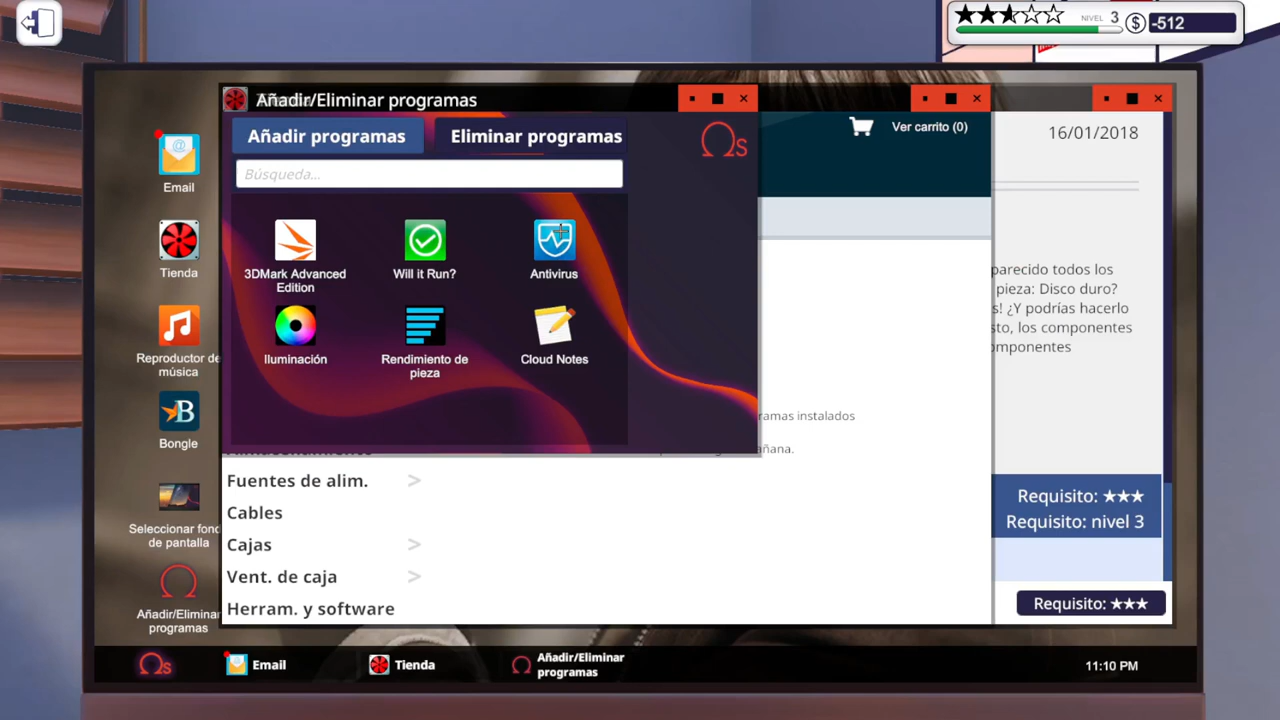 NIVEL 3
$ -512
Añadir/Eliminar programas
Añadir programas
Eliminar programas
Búsqueda...
Ωs
3DMark Advanced
Edition
Will it Run?
Antivirus
Iluminación
Rendimiento de
pieza
Cloud Notes
Ver carrito (0)
16/01/2018
parecido todos los
pieza: Disco duro?
s! ¿Y podrías hacerlo
sto, los componentes
omponentes
ramas instalados
añana.
Fuentes de alim. >
Cables
Cajas >
Vent. de caja >
Herram. y software
Requisito: ★★★
Requisito: nivel 3
Requisito: ★★★
Email
Tienda
Reproductor de
música
Bongle
Seleccionar fond
de pantalla
Añadir/Eliminar
programas
Ωs
Email
Tienda
Añadir/Eliminar
programas
11:10 PM